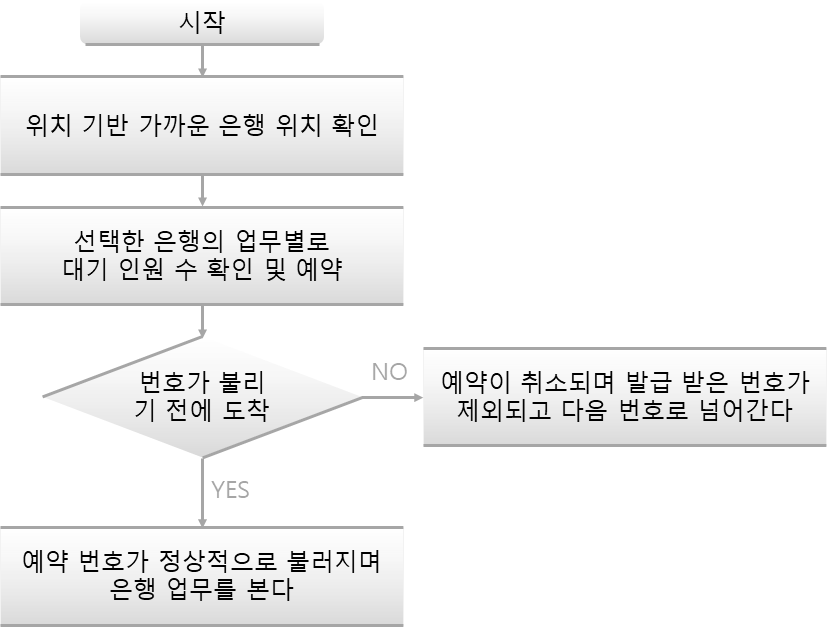 시작
위치 기반 가까운 은행 위치 확인
선택한 은행의 업무별로
대기 인원 수 확인 및 예약
번호가 불리
기 전에 도착
NO
예약이 취소되며 발급 받은 번호가
제외되고 다음 번호로 넘어간다
YES
예약 번호가 정상적으로 불러지며
은행 업무를 본다